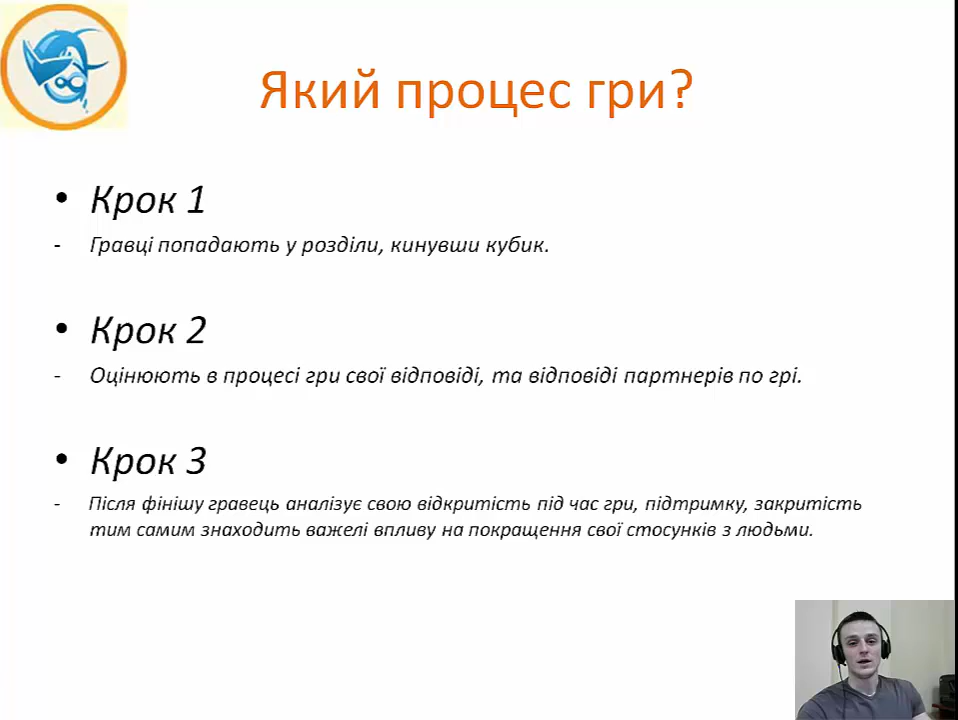 Який процес гри?
• Крок 1
- Гравці попадають у розділи, кинувши кубик.
• Крок 2
- Оцінюють в процесі гри свої відповіді, та відповіді партнерів по грі.
• Крок 3
- Після фінішу гравець аналізує свою відкритість під час гри, підтримку, закритість
тим самим знаходить важелі впливу на покращення свої стосунків з людьми.